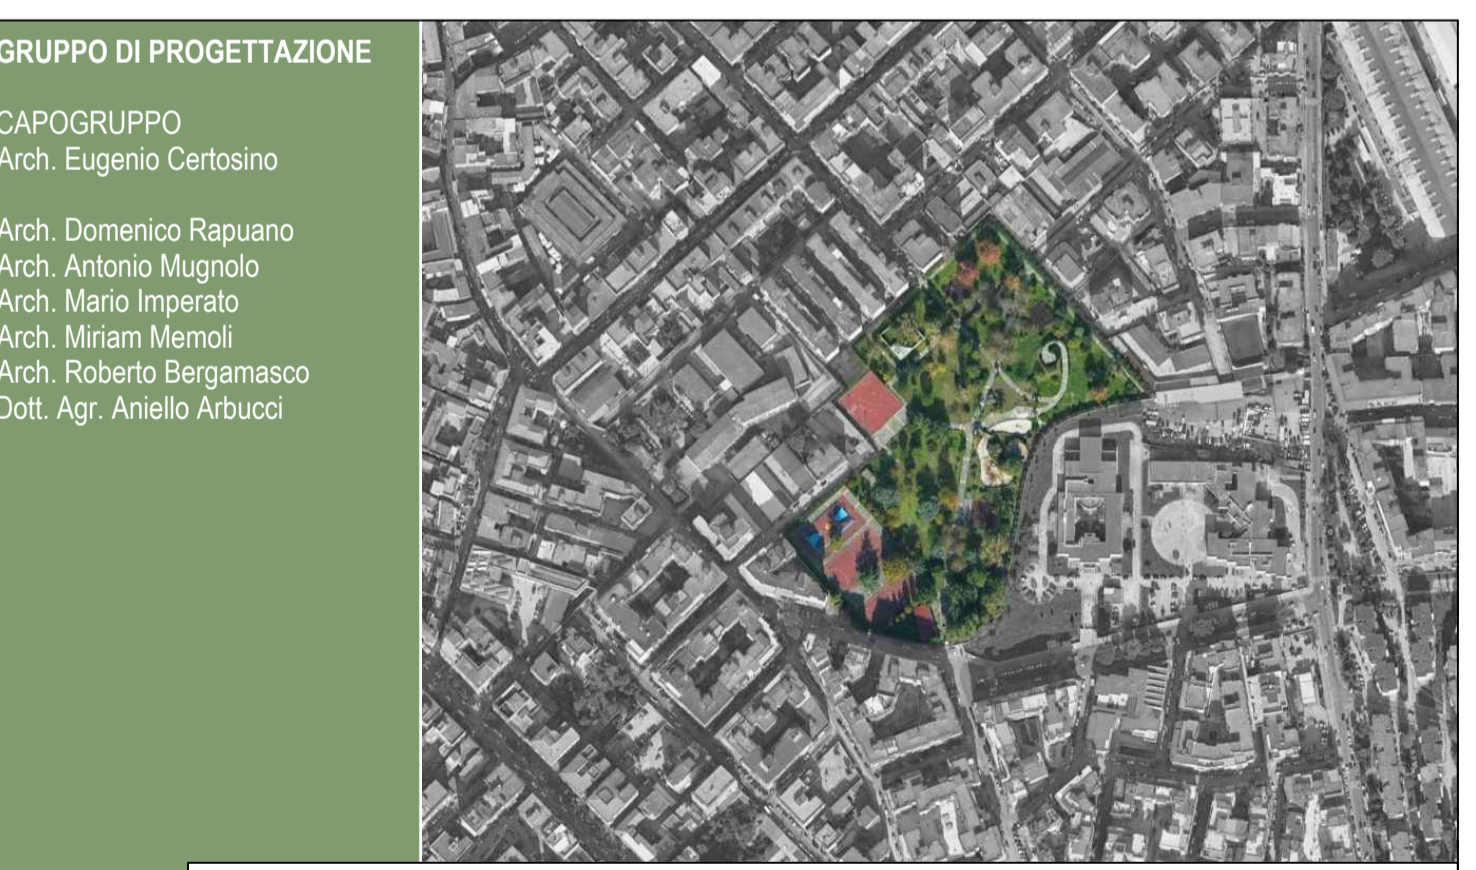 GRUPPO DI PROGETTAZIONE
CAPOGRUPPO
Arch. Eugenio Certosino
Arch. Domenico Rapuano
Arch. Antonio Mugnolo
Arch. Mario Imperato
Arch. Miriam Memoli
Arch. Roberto Bergamasco
Dott. Agr. Aniello Arbucci